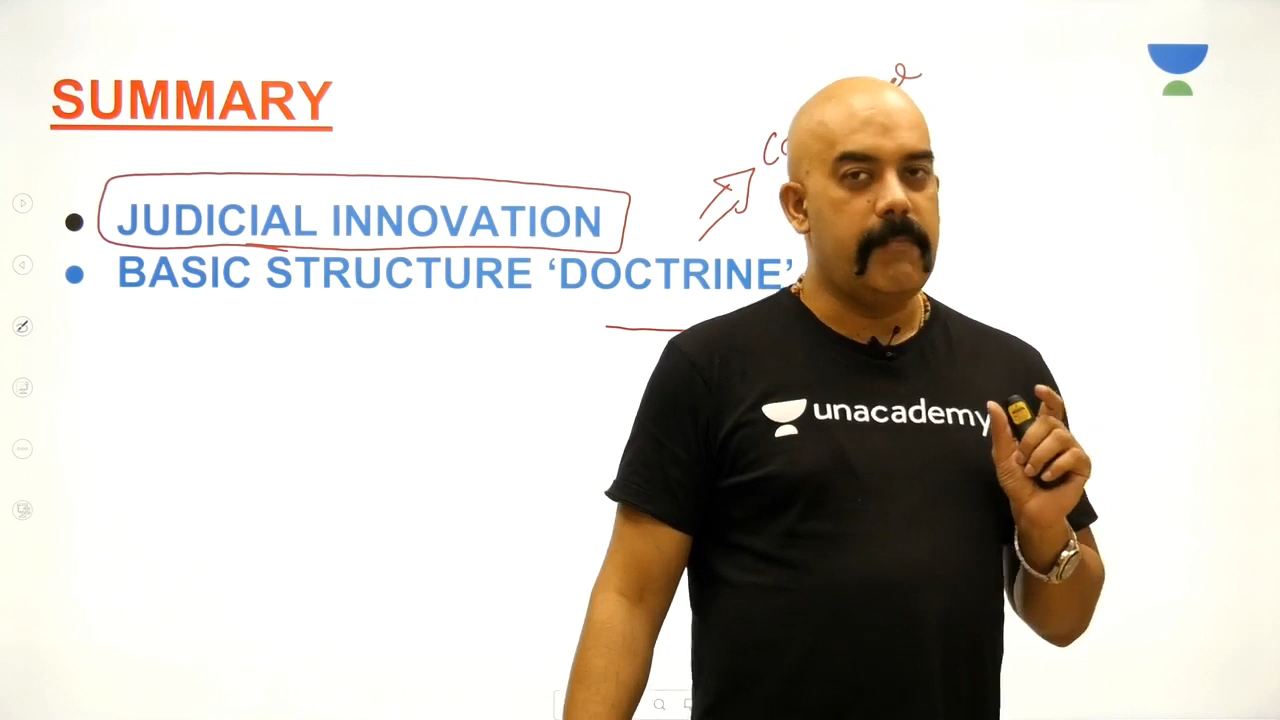 SUMMARY
JUDICIAL INNOVATION
BASIC STRUCTURE ‘DOCTRINE’
unacademy